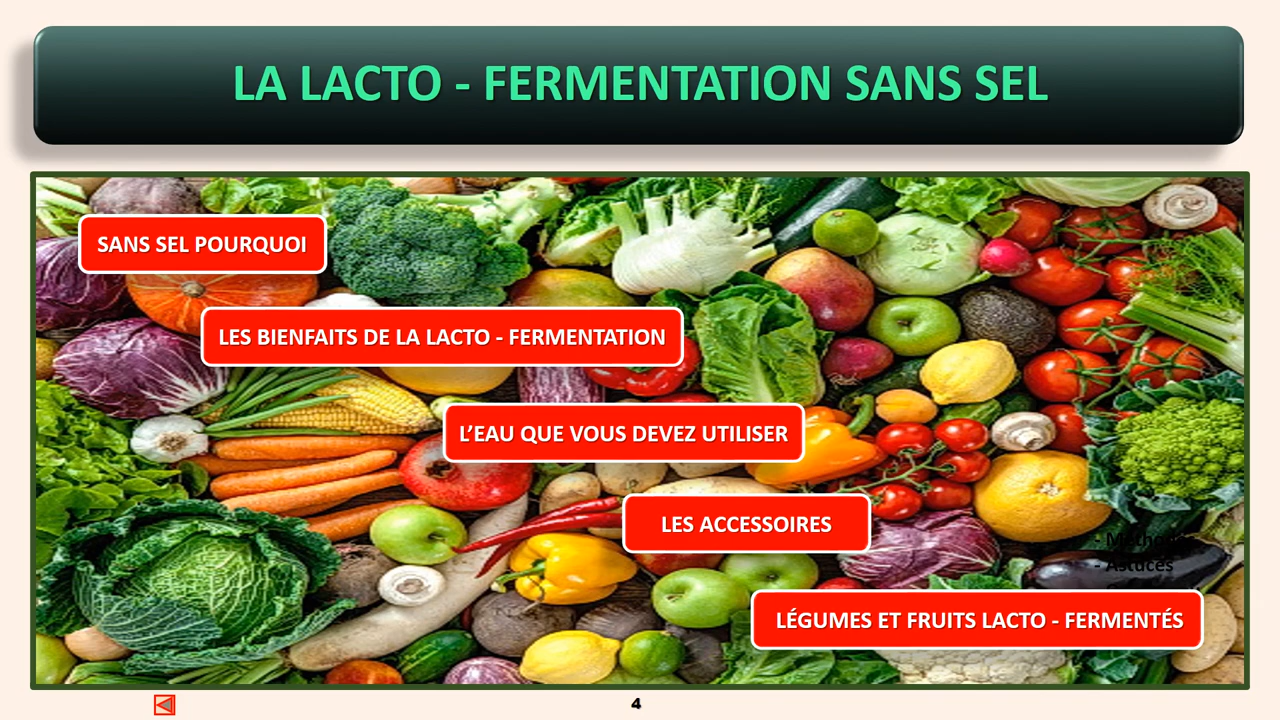 LA LACTO - FERMENTATION SANS SEL
SANS SEL POURQUOI
LES BIENFAITS DE LA LACTO - FERMENTATION
L’EAU QUE VOUS DEVEZ UTILISER
LES ACCESSOIRES
- Astuces
LÉGUMES ET FRUITS LACTO - FERMENTÉS
4